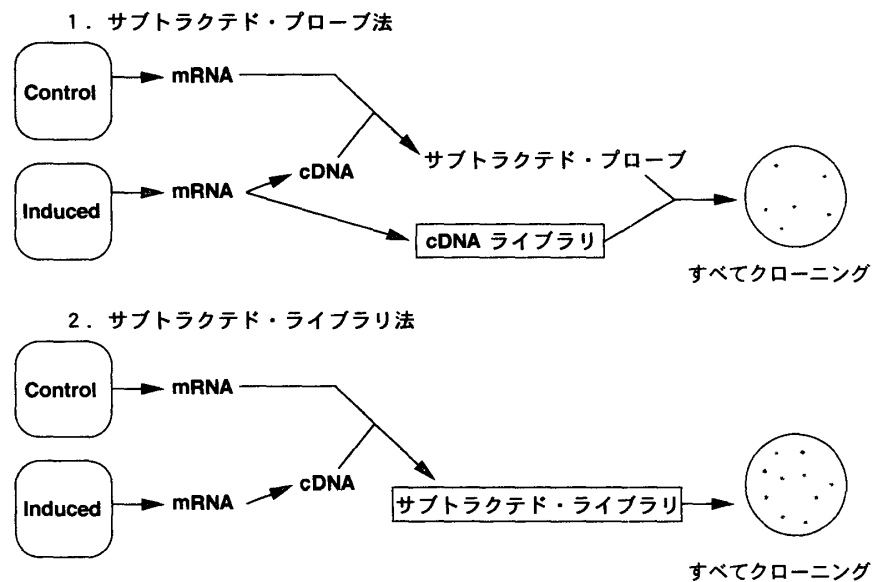 1. サブトラクテド・プローブ法
Control
mRNA
cDNA
サブトラクテド・プローブ
Induced
mRNA
cDNA ライブラリ
すべてクローニング
2. サブトラクテド・ライブラリ法
Control
mRNA
cDNA
Induced
mRNA
サブトラクテド・ライブラリ
すべてクローニング